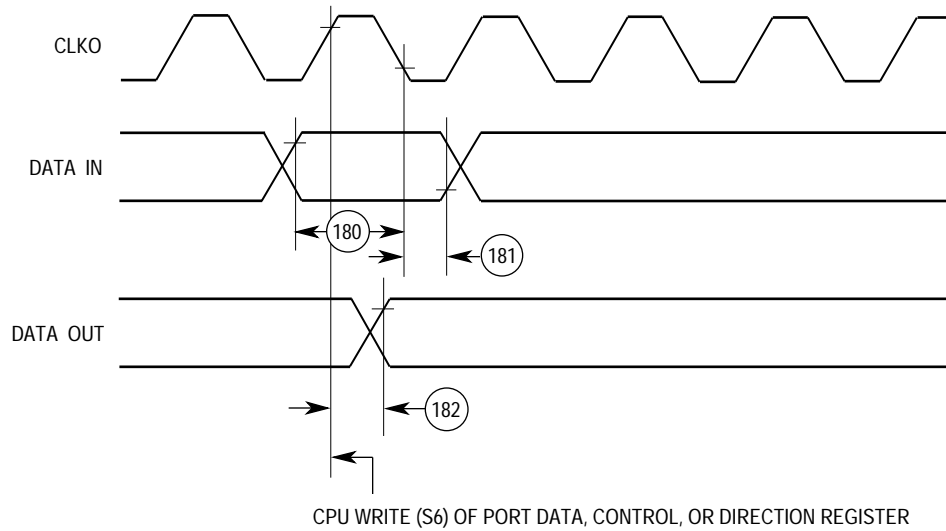 CLKO
DATA IN
180
181
DATA OUT
182
CPU WRITE (S6) OF PORT DATA, CONTROL, OR DIRECTION REGISTER